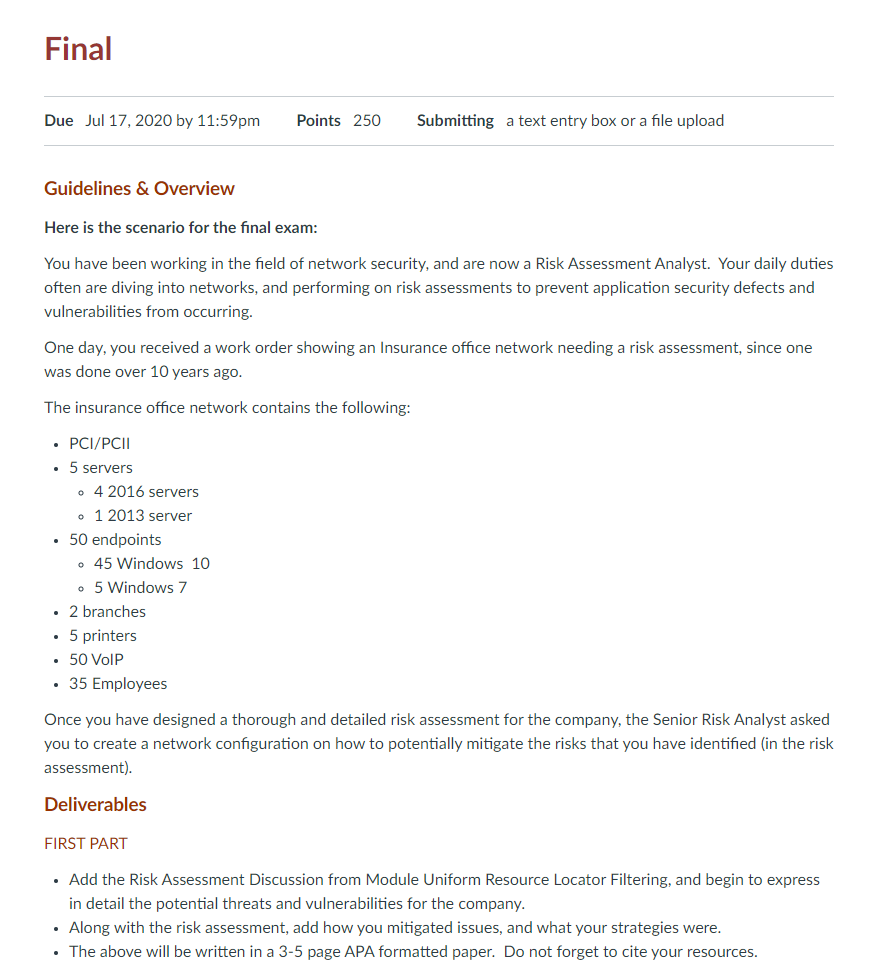 Final
Due Jul 17, 2020 by 11:59pm Points 250 Submitting a text entry box or a file upload
Guidelines & Overview
Here is the scenario for the final exam:
You have been working in the field of network security, and are now a Risk Assessment Analyst. Your daily duties
often are diving into networks, and performing on risk assessments to prevent application security defects and
vulnerabilities from occurring.
One day, you received a work order showing an Insurance office network needing a risk assessment, since one
was done over 10 years ago.
The insurance office network contains the following:
• PCI/PCII
• 5 servers
◦ 4 2016 servers
◦ 1 2013 server
• 50 endpoints
◦ 45 Windows 10
◦ 5 Windows 7
• 2 branches
• 5 printers
• 50 VoIP
• 35 Employees
Once you have designed a thorough and detailed risk assessment for the company, the Senior Risk Analyst asked
you to create a network configuration on how to potentially mitigate the risks that you have identified (in the risk
assessment).
Deliverables
FIRST PART
• Add the Risk Assessment Discussion from Module Uniform Resource Locator Filtering, and begin to express
in detail the potential threats and vulnerabilities for the company.
• Along with the risk assessment, add how you mitigated issues, and what your strategies were.
• The above will be written in a 3-5 page APA formatted paper. Do not forget to cite your resources.